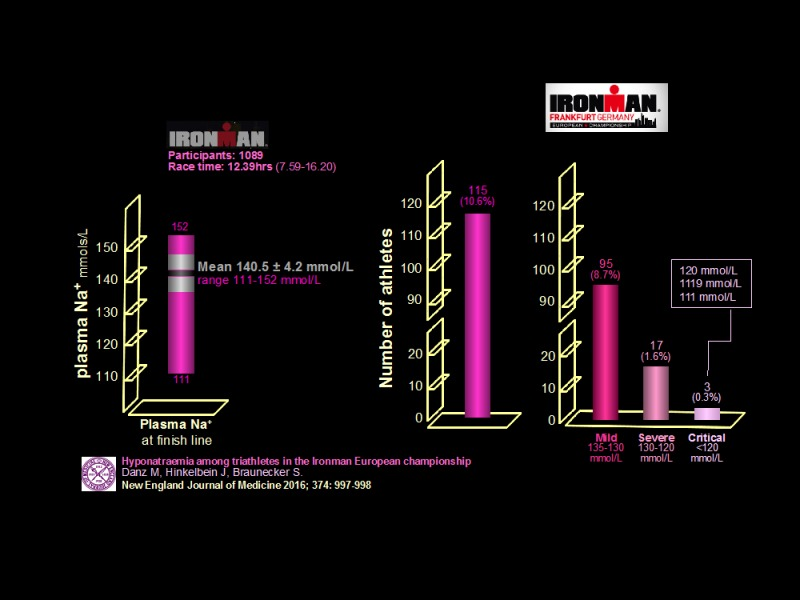 IRONMAN
Participants: 1089
Race time: 12.39hrs (7.59-16.20)
plasma Na+ mmols/L
150
140
130
120
110
152
111
Mean 140.5 ± 4.2 mmol/L
range 111-152 mmol/L
Plasma Na+
at finish line
Number of athletes
120
110
100
90
20
10
0
115
(10.6%)
IRONMAN
FRANKFURT GERMANY
EUROPEAN CHAMPIONSHIP
120
110
100
90
20
10
0
95
(8.7%)
17
(1.6%)
3
(0.3%)
120 mmol/L
1119 mmol/L
111 mmol/L
Mild
135-130
mmol/L
Severe
130-120
mmol/L
Critical
<120
mmol/L
Hyponatraemia among triathletes in the Ironman European championship
Danz M, Hinkelbein J, Braunecker S.
New England Journal of Medicine 2016; 374: 997-998